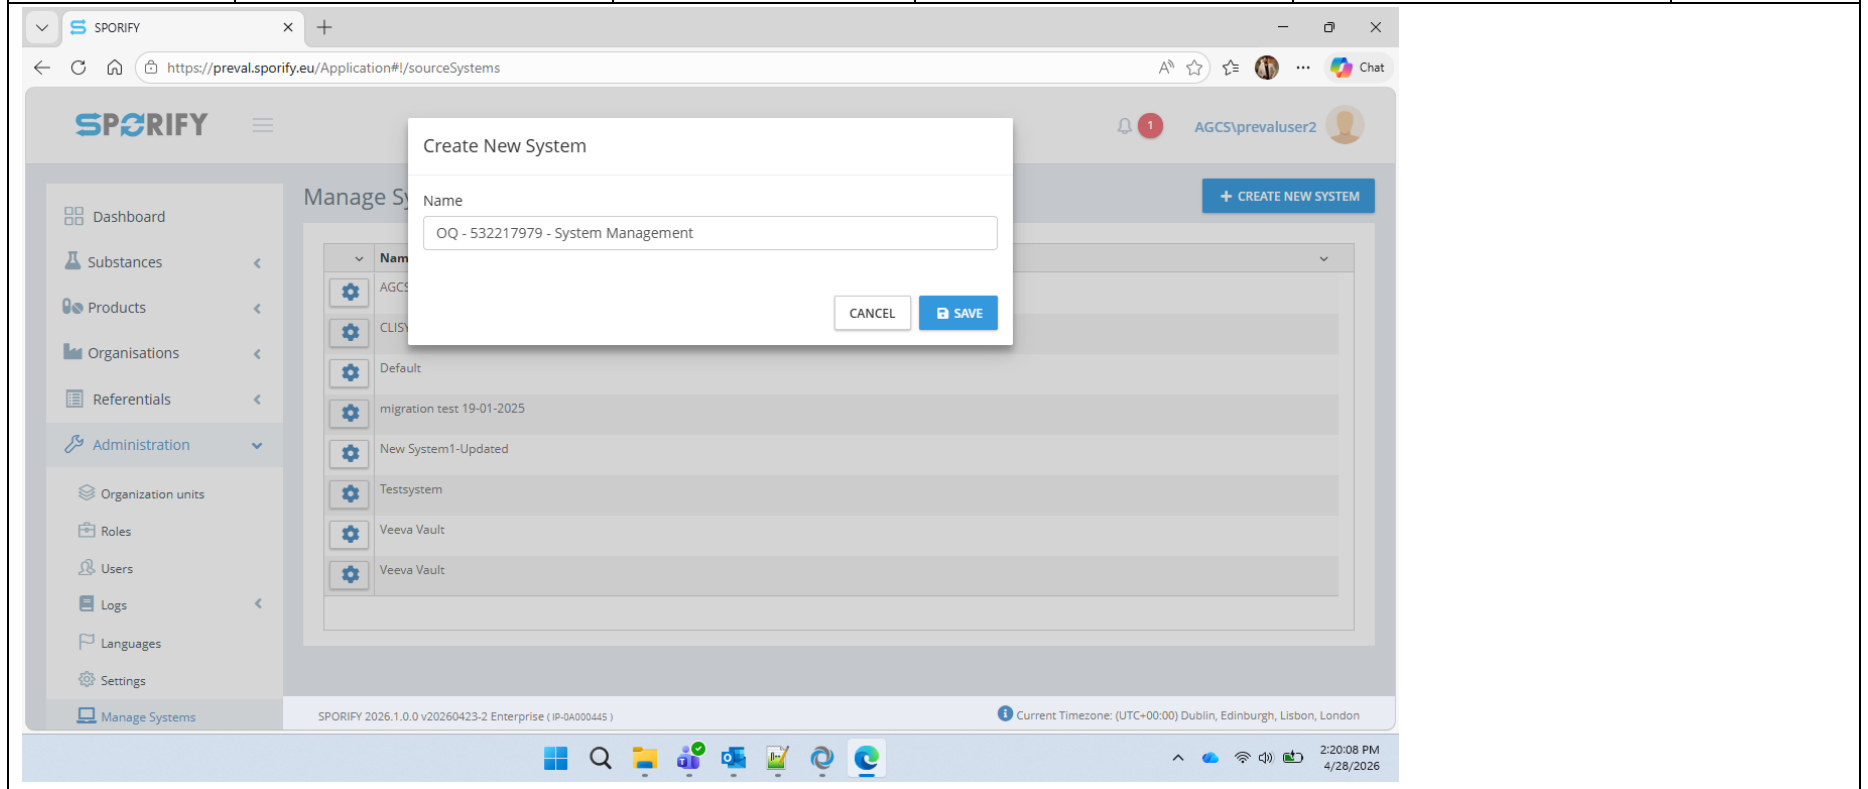 SPORIFY
https://preval.sporify.eu/Application#!/sourceSystems
Chat
SPORIFY
1
AGCS\prevaluser2
Create New System
Name
OQ - 532217979 - System Management
CANCEL
SAVE
Manage Sy
+ CREATE NEW SYSTEM
Dashboard
Substances
Products
Organisations
Referentials
Administration
Organization units
Roles
Users
Logs
Languages
Settings
Manage Systems
Nam
AGCS
CLISY
Default
migration test 19-01-2025
New System1-Updated
Testsystem
Veeva Vault
Veeva Vault
SPORIFY 2026.1.0.0 v20260423-2 Enterprise ( IP-0A000445 )
Current Timezone: (UTC+00:00) Dublin, Edinburgh, Lisbon, London
2:20:08 PM
4/28/2026